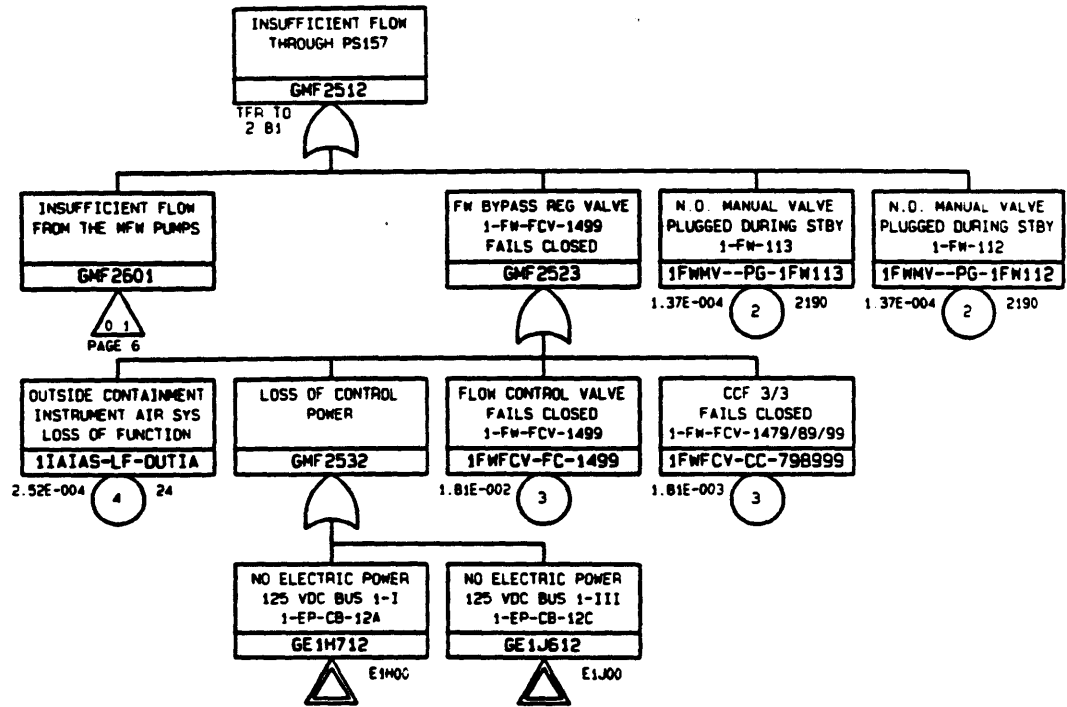 INSUFFICIENT FLOW
THROUGH PS157
GMF2512
TFR TO
2 B1
INSUFFICIENT FLOW
FROM THE MFW PUMPS
GMF2601
0 1
PAGE 6
FW BYPASS REG VALVE
1-FW-FCV-1499
FAILS CLOSED
GMF2523
N.O. MANUAL VALVE
PLUGGED DURING STBY
1-FW-113
1FWMV--PG-1FW113
1.37E-004
2
2190
N.O. MANUAL VALVE
PLUGGED DURING STBY
1-FW-112
1FWMV--PG-1FW112
1.37E-004
2
2190
OUTSIDE CONTAINMENT
INSTRUMENT AIR SYS
LOSS OF FUNCTION
1IAIAS-LF-OUTIA
2.52E-004
4
24
LOSS OF CONTROL
POWER
GMF2532
FLOW CONTROL VALVE
FAILS CLOSED
1-FW-FCV-1499
1FWFCV-FC-1499
1.81E-002
3
CCF 3/3
FAILS CLOSED
1-FW-FCV-1479/89/99
1FWFCV-CC-798999
1.81E-003
3
NO ELECTRIC POWER
125 VDC BUS 1-I
1-EP-CB-12A
GE1H712
E1H00
NO ELECTRIC POWER
125 VDC BUS 1-III
1-EP-CB-12C
GE1J612
E1J00